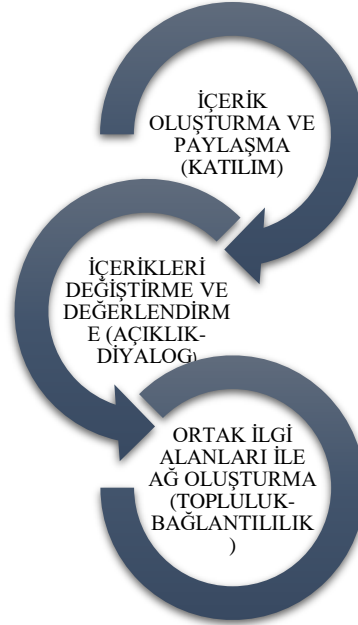 İÇERİK
OLUŞTURMA VE
PAYLAŞMA
(KATILIM)
İÇERİKLERİ
DEĞİŞTİRME VE
DEĞERLENDİRM
E (AÇIKLIK-
DİYALOG)
ORTAK İLGİ
ALANLARI İLE
AĞ OLUŞTURMA
(TOPLULUK-
BAĞLANTILILIK
)